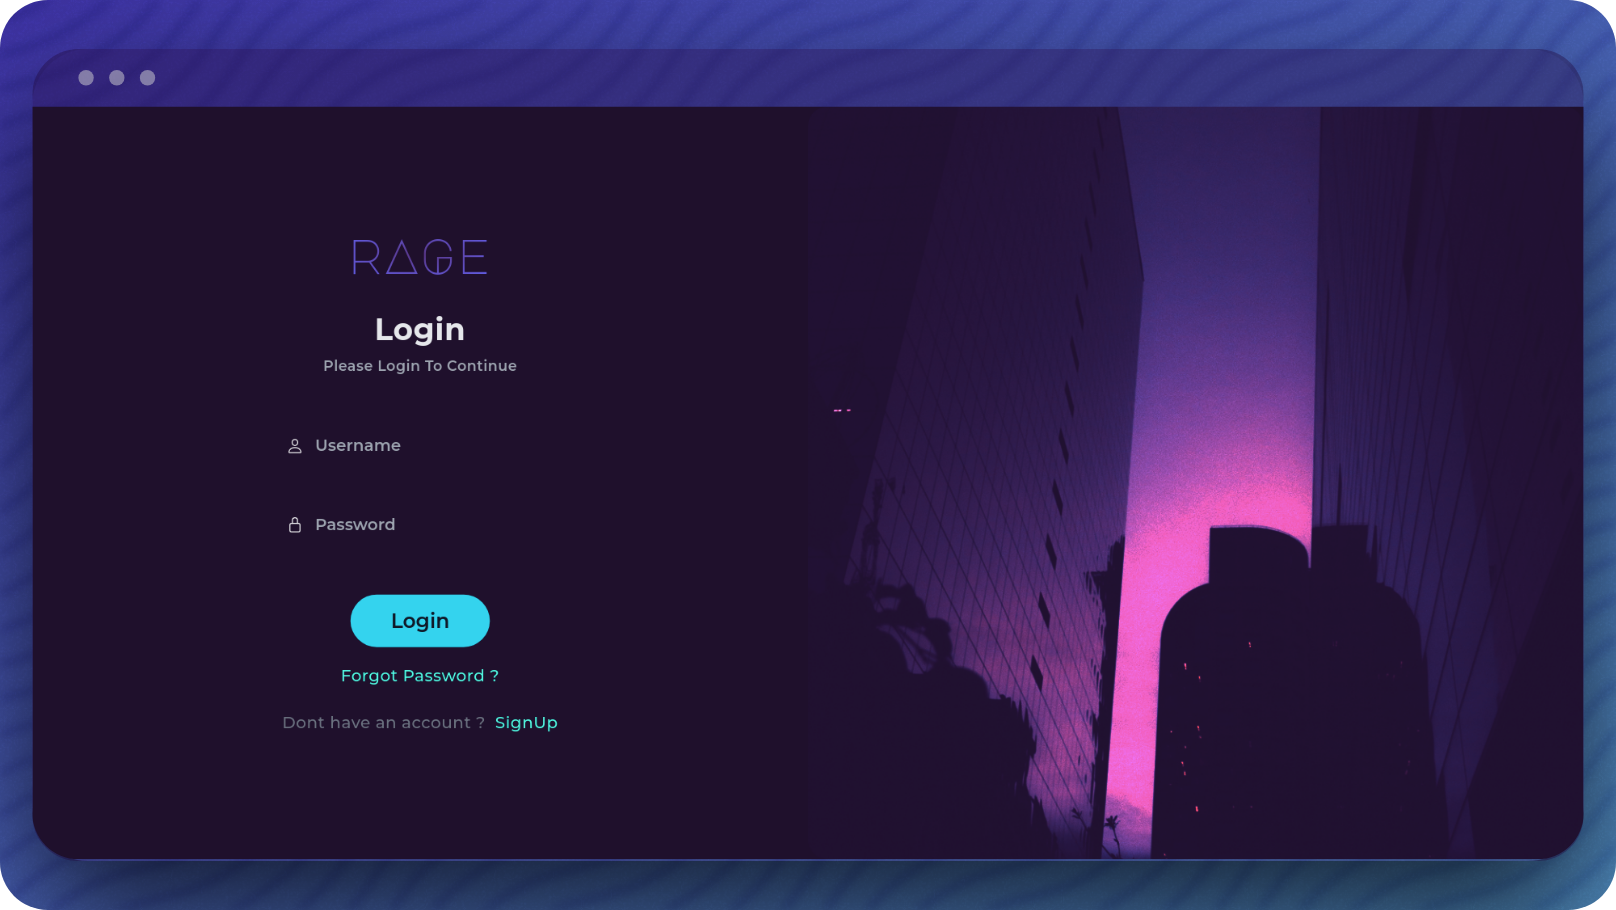 RAGE
Login
Please Login To Continue
Username
Password
Login
Forgot Password ?
Dont have an account ? SignUp